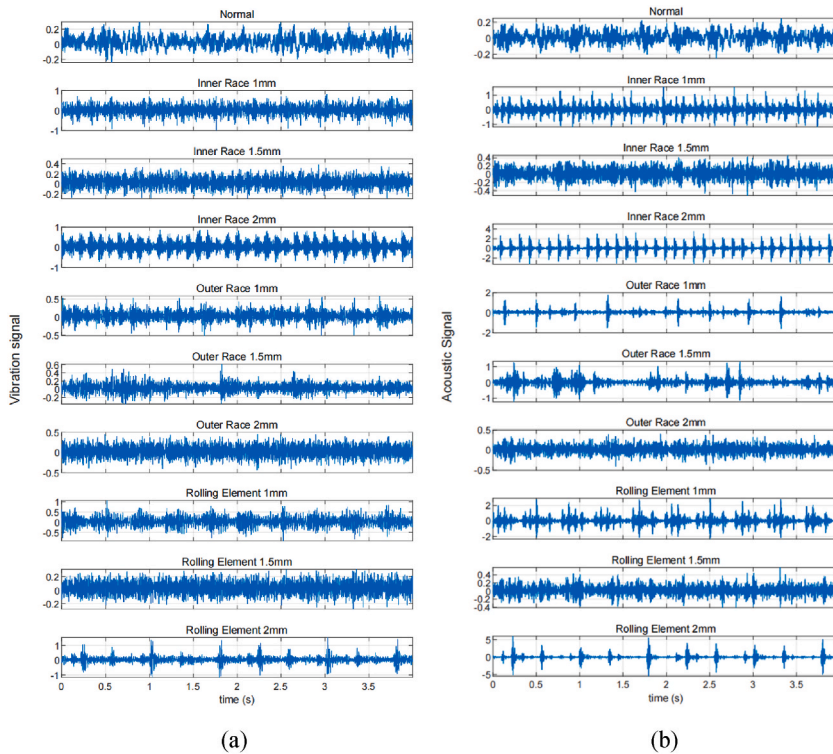 Normal
0.2
0
-0.2
Inner Race 1mm
1
0
-1
Inner Race 1.5mm
0.4
0.2
0
-0.2
Inner Race 2mm
1
0
-1
Outer Race 1mm
0.5
0
-0.5
Outer Race 1.5mm
0.6
0.4
0.2
0
-0.2
Outer Race 2mm
0.5
0
-0.5
Rolling Element 1mm
1
0.5
0
-0.5
Rolling Element 1.5mm
0.2
0
-0.2
Rolling Element 2mm
1
0
-1
0 0.5 1 1.5 2 2.5 3 3.5
time (s)
Vibration signal
(a)
Normal
0.2
0
-0.2
Inner Race 1mm
1
0
-1
Inner Race 1.5mm
0.4
0.2
0
-0.2
-0.4
Inner Race 2mm
4
2
0
-2
Outer Race 1mm
2
0
-2
Outer Race 1.5mm
1
0
-1
Outer Race 2mm
0.5
0
-0.5
Rolling Element 1mm
2
0
-2
Rolling Element 1.5mm
0.4
0.2
0
-0.2
-0.4
Rolling Element 2mm
5
0
-5
0 0.5 1 1.5 2 2.5 3 3.5
time (s)
Acoustic Signal
(b)